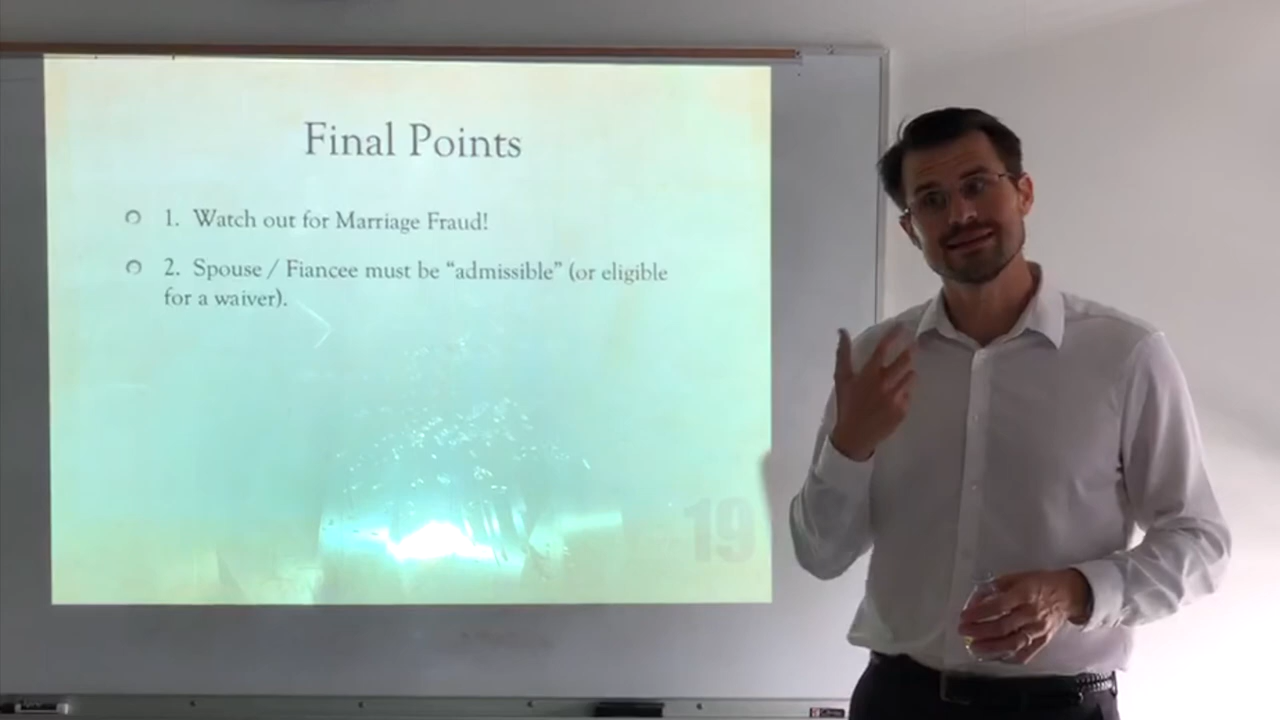 Final Points
1. Watch out for Marriage Fraud!
2. Spouse / Fiancee must be “admissible” (or eligible
for a waiver).
19